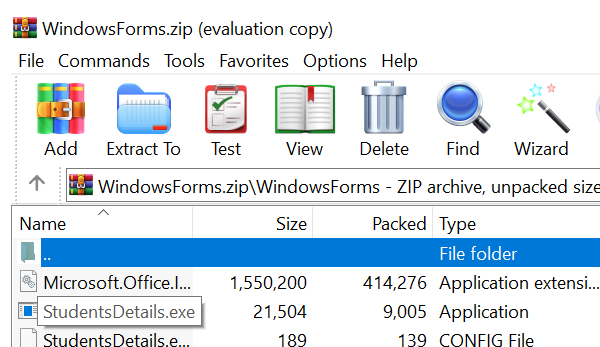 WindowsForms.zip (evaluation copy)
File Commands Tools Favorites Options Help
Add Extract To Test View Delete Find Wizard
WindowsForms.zip\WindowsForms - ZIP archive, unpacked size
Name Size Packed Type
.. File folder
Microsoft.Office.I... 1,550,200 414,276 Application extensi...
StudentsDetails.exe 21,504 9,005 Application
StudentsDetails.e... 189 139 CONFIG File